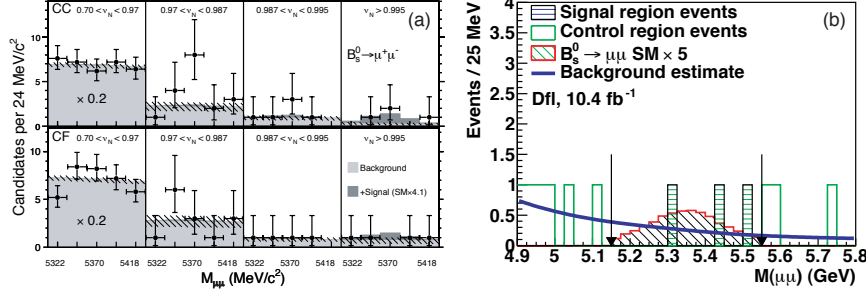 CC 0.70 < ν_N < 0.97 0.97 < ν_N < 0.987 0.987 < ν_N < 0.995 ν_N > 0.995 (a)
B_s^0→μ⁺μ⁻
10
5
0
× 0.2
Candidates per 24 MeV/c²
CF 0.70 < ν_N < 0.97 0.97 < ν_N < 0.987 0.987 < ν_N < 0.995 ν_N > 0.995
10
5
0
× 0.2
Background
+Signal (SM×4.1)
5322 5370 5418 5322 5370 5418 5322 5370 5418 5322 5370 5418
M_μμ (MeV/c²)
(b)
Events / 25 MeV
4
3.5
3
2.5
2
1.5
1
0.5
0
Signal region events
Control region events
B_s^0 → μμ SM × 5
Background estimate
Dfl, 10.4 fb⁻¹
4.9 5 5.1 5.2 5.3 5.4 5.5 5.6 5.7 5.8
M(μμ) GeV